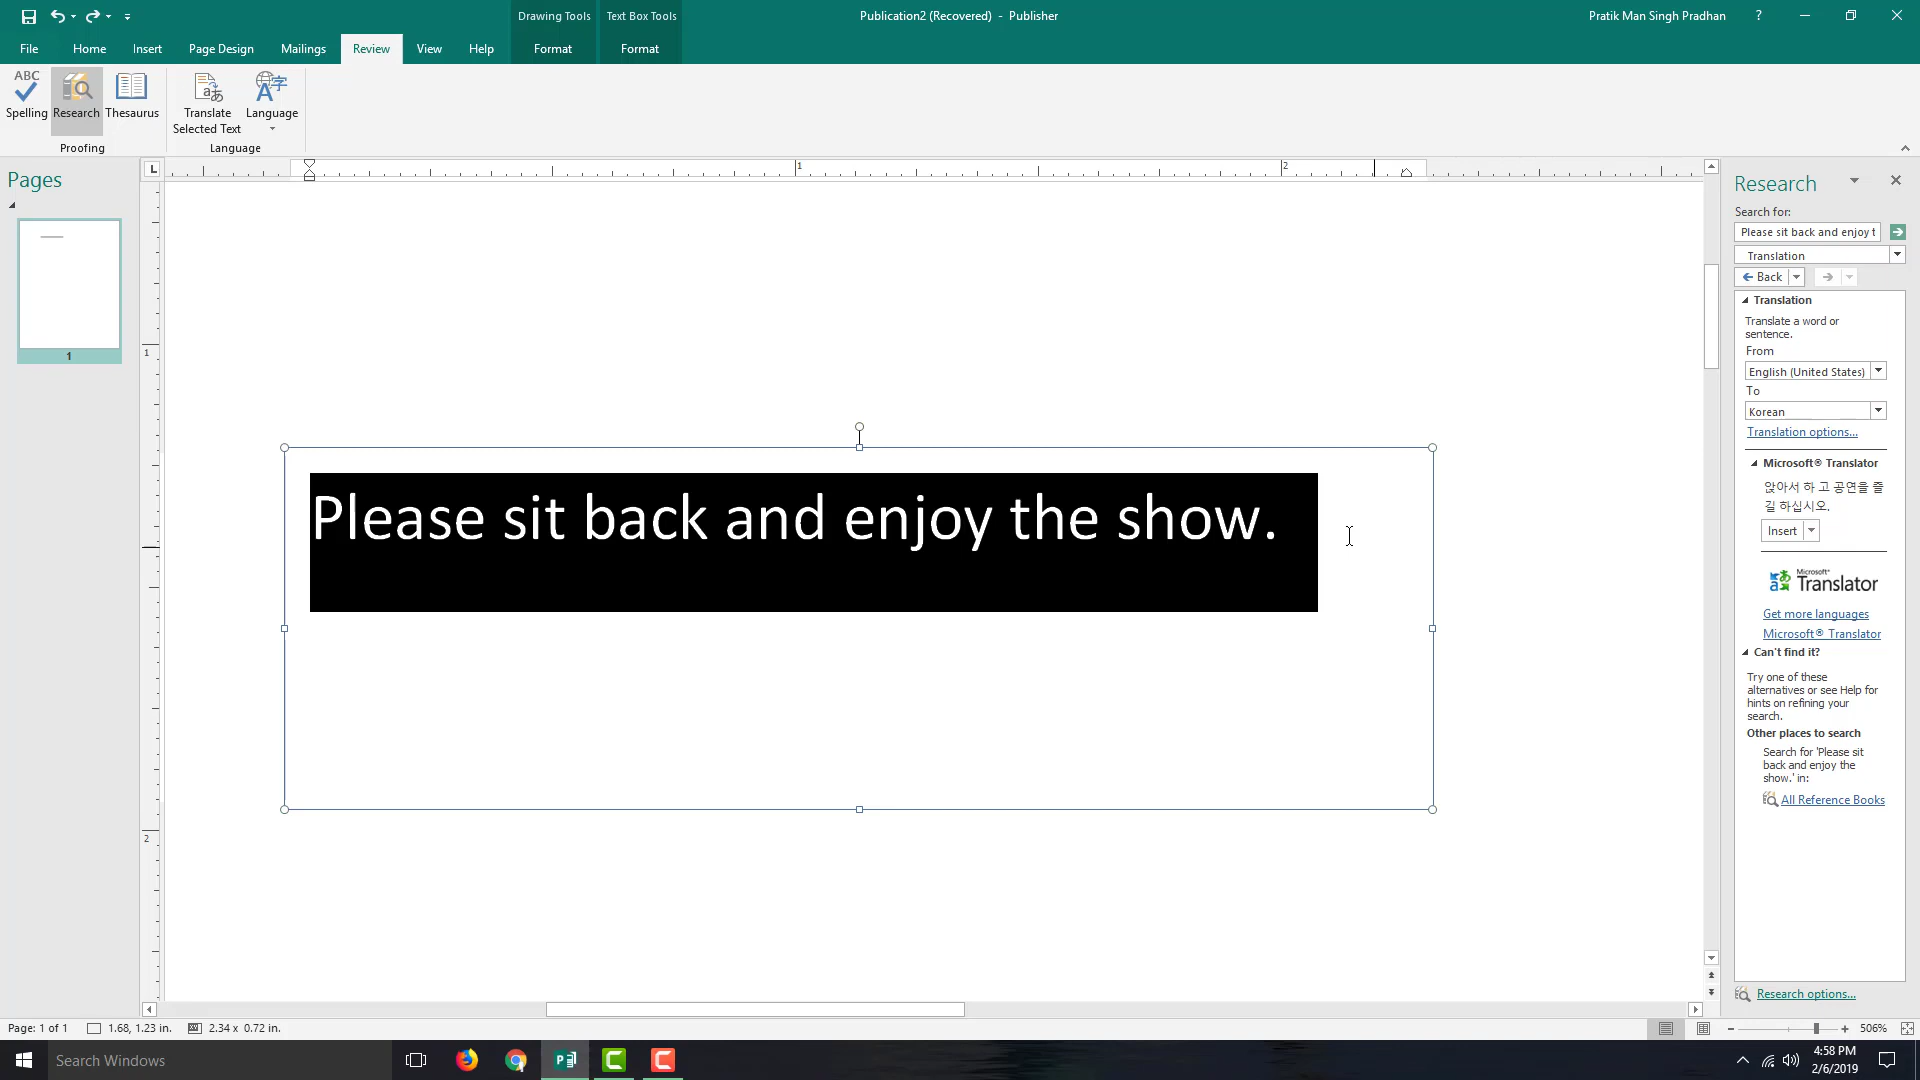 Drawing Tools Text Box Tools Publication2 (Recovered) - Publisher Pratik Man Singh Pradhan ?
File Home Insert Page Design Mailings Review View Help Format Format
ABC
Spelling Research Thesaurus
Translate
Selected Text
Language
Proofing Language
Pages
1
L
1 2
1
2
Please sit back and enjoy the show.
Research
Search for:
Please sit back and enjoy t
Translation
Back
Translation
Translate a word or
sentence.
From
English (United States)
To
Korean
Translation options...
Microsoft® Translator
앉아서 하 고 공연을 즐
길 하십시오.
Insert
Microsoft®
Translator
Get more languages
Microsoft® Translator
Can't find it?
Try one of these
alternatives or see Help for
hints on refining your
search.
Other places to search
Search for 'Please sit
back and enjoy the
show.' in:
All Reference Books
Research options...
Page: 1 of 1 1.68, 1.23 in. 2.34 x 0.72 in. 506%
Search Windows
4:58 PM
2/6/2019